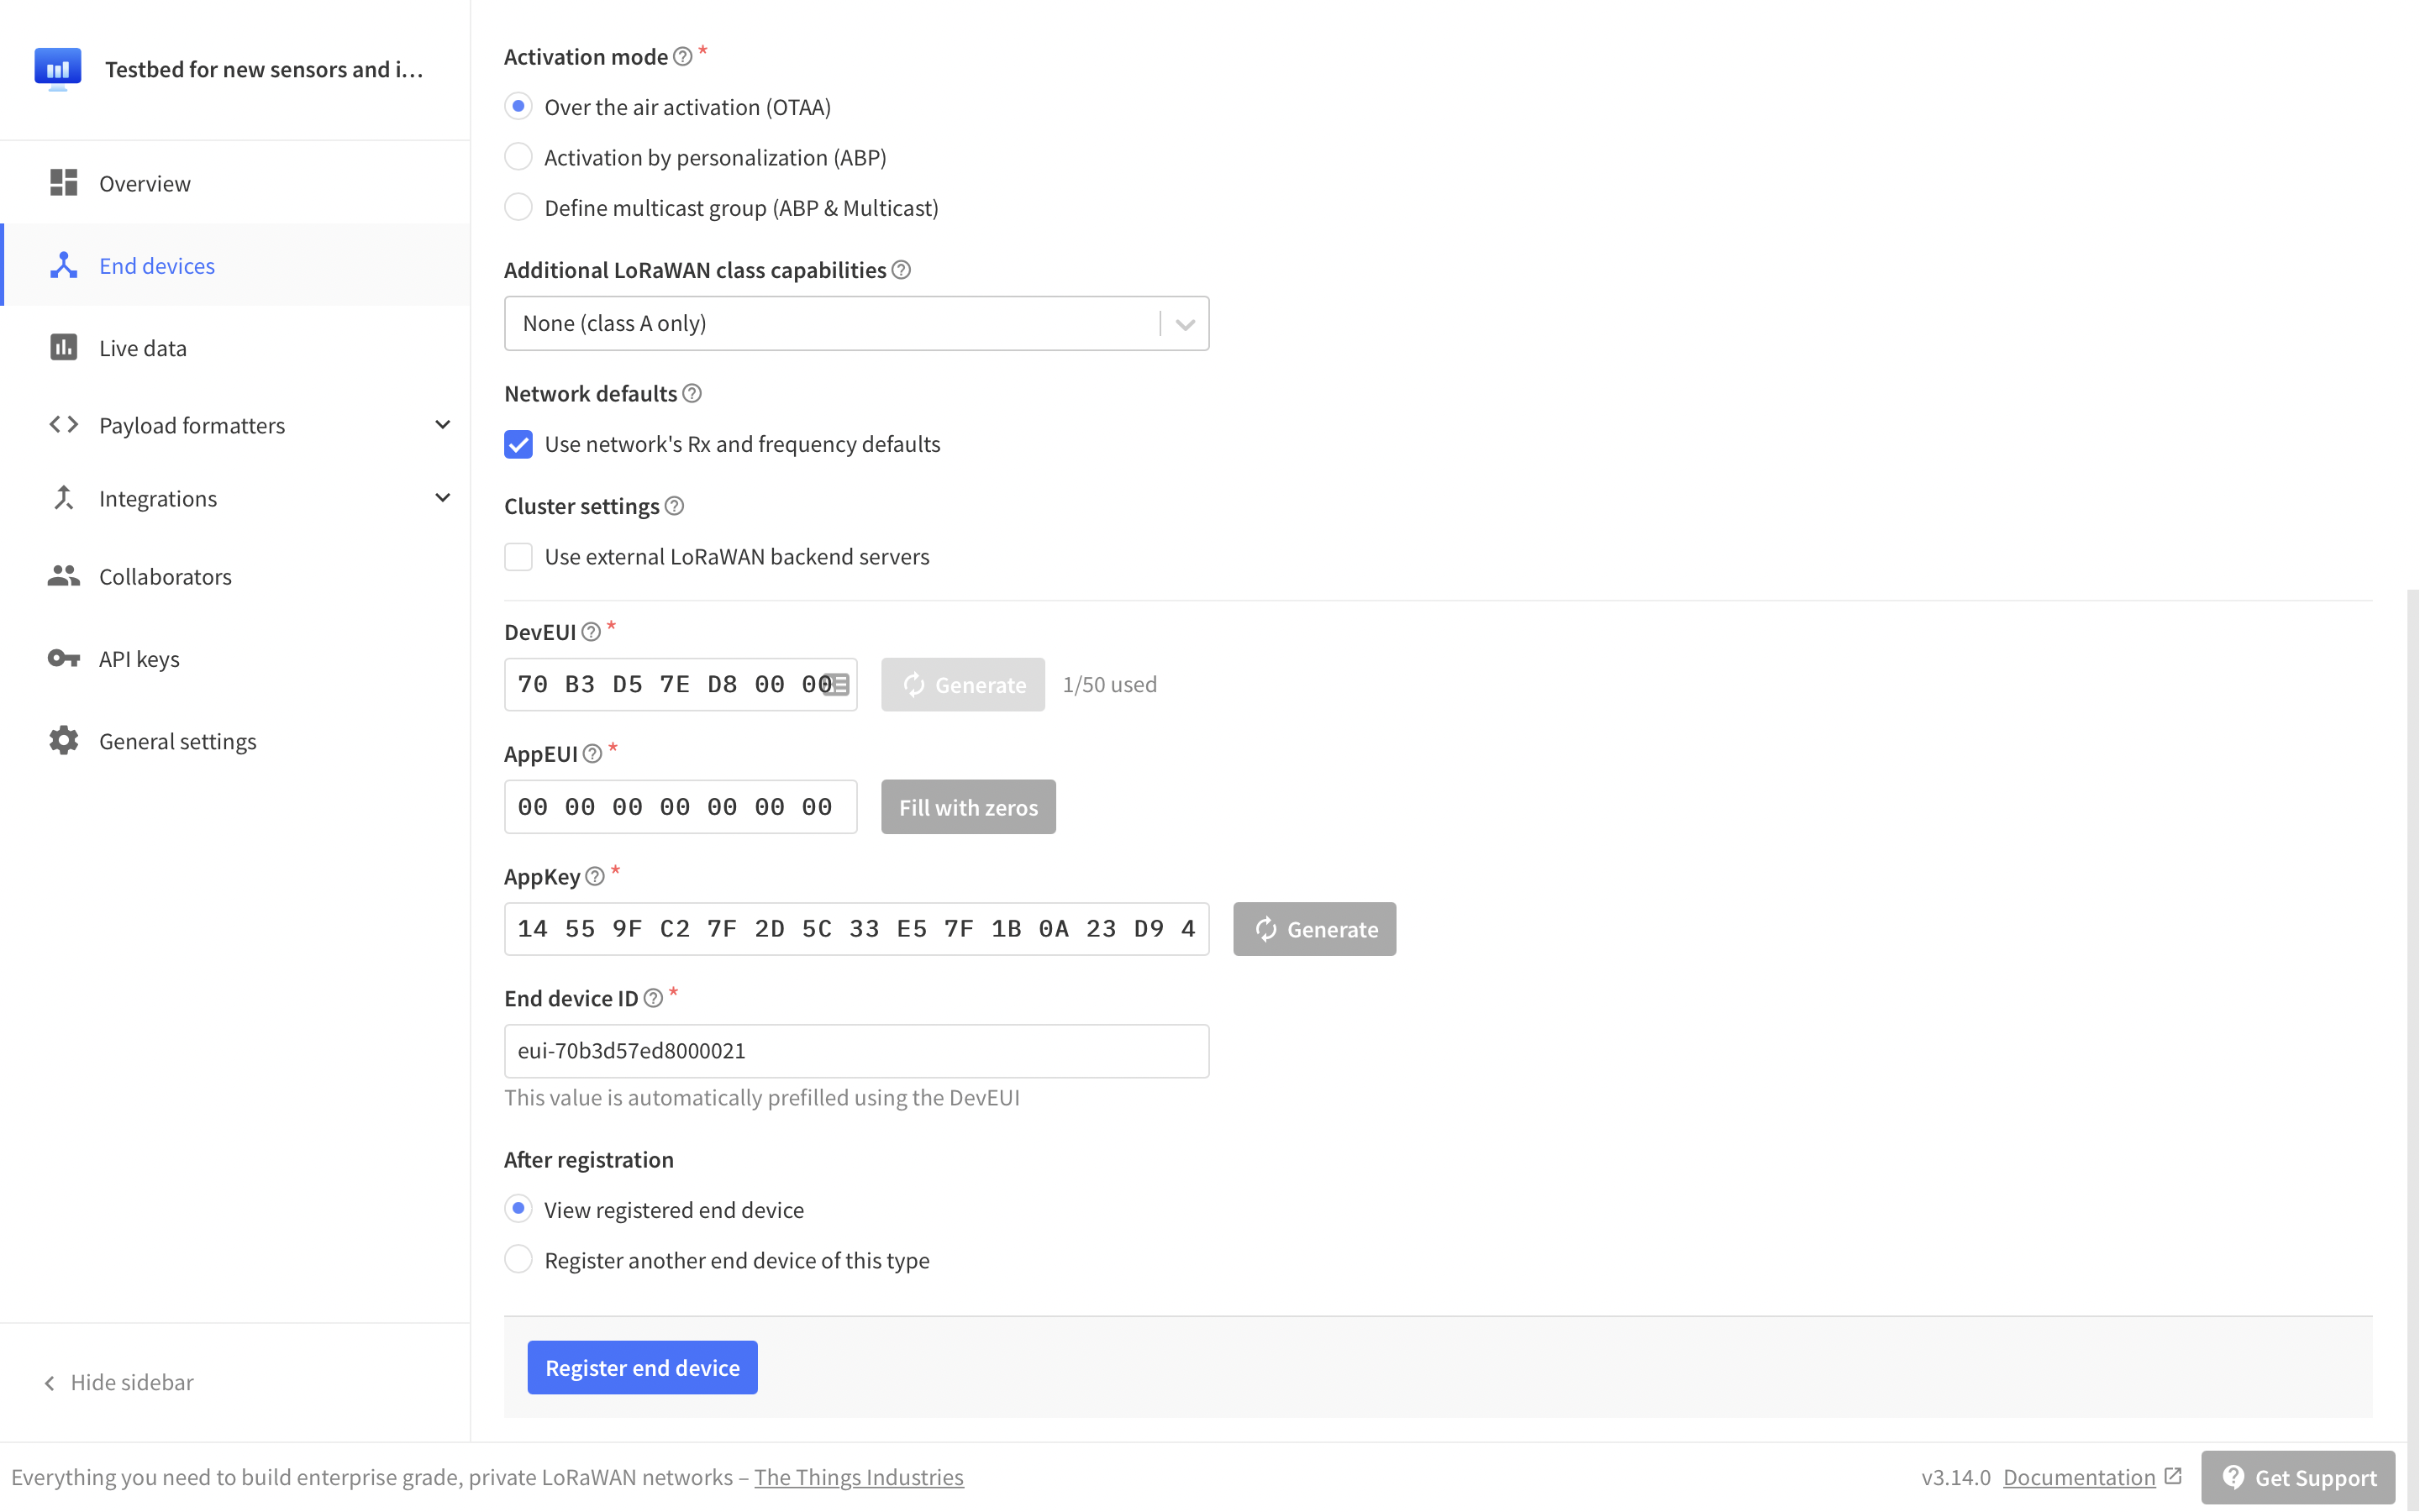 Testbed for new sensors and i…
Overview
End devices
Live data
Payload formatters
Integrations
Collaborators
API keys
General settings
Hide sidebar
Activation mode *
Over the air activation (OTAA)
Activation by personalization (ABP)
Define multicast group (ABP & Multicast)
Additional LoRaWAN class capabilities
None (class A only)
Network defaults
Use network's Rx and frequency defaults
Cluster settings
Use external LoRaWAN backend servers
DevEUI *
70 B3 D5 7E D8 00 00 Generate 1/50 used
AppEUI *
00 00 00 00 00 00 00 Fill with zeros
AppKey *
14 55 9F C2 7F 2D 5C 33 E5 7F 1B 0A 23 D9 4 Generate
End device ID *
eui-70b3d57ed8000021
This value is automatically prefilled using the DevEUI
After registration
View registered end device
Register another end device of this type
Register end device
Everything you need to build enterprise grade, private LoRaWAN networks – The Things Industries
v3.14.0 Documentation Get Support